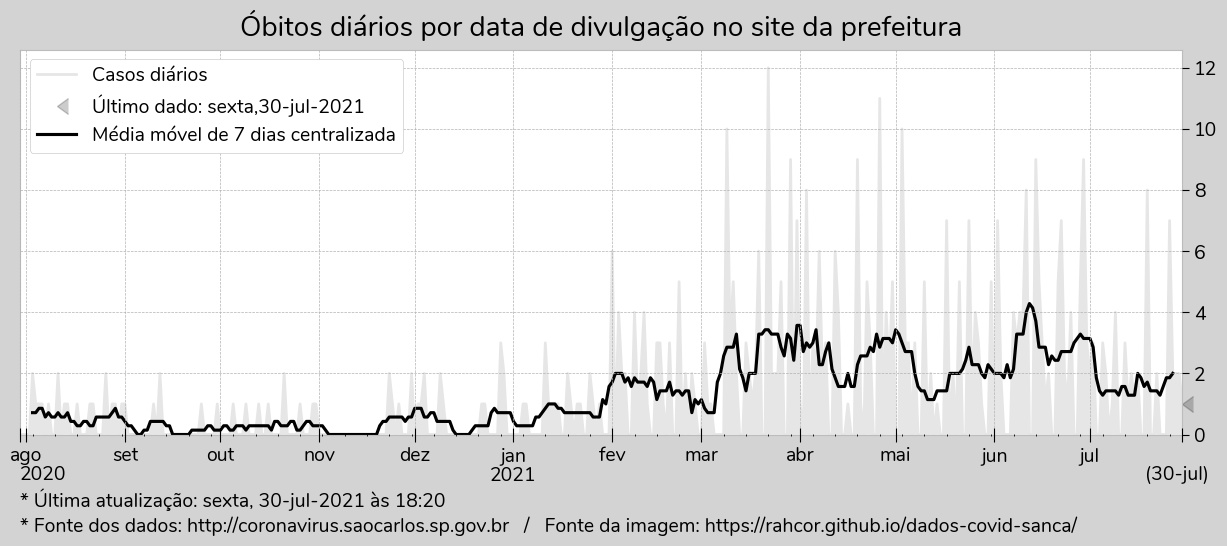 Óbitos diários por data de divulgação no site da prefeitura
Casos diários
Último dado: sexta,30-jul-2021
Média móvel de 7 dias centralizada
12
10
8
6
4
2
0
ago set out nov dez jan fev mar abr mai jun jul
2020 2021 (30-jul)
* Última atualização: sexta, 30-jul-2021 às 18:20
* Fonte dos dados: http://coronavirus.saocarlos.sp.gov.br / Fonte da imagem: https://rahcor.github.io/dados-covid-sanca/